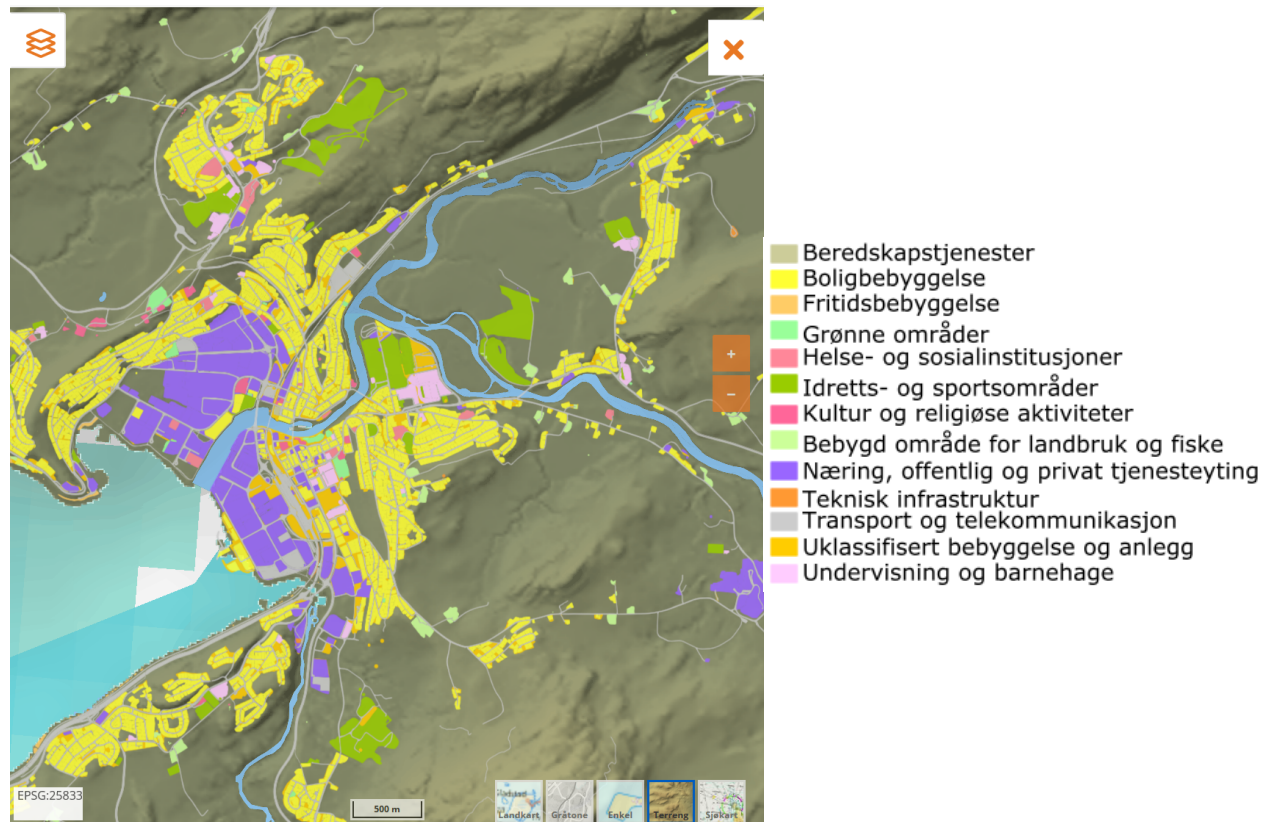 +
−
EPSG:25833
500 m
Landkart
Gråtone
Enkel
Terreng
Sjøkart
Beredskapstjenester
Boligbebyggelse
Fritidsbebyggelse
Grønne områder
Helse- og sosialinstitusjoner
Idretts- og sportsområder
Kultur og religiøse aktiviteter
Bebygd område for landbruk og fiske
Næring, offentlig og privat tjenesteyting
Teknisk infrastruktur
Transport og telekommunikasjon
Uklassifisert bebyggelse og anlegg
Undervisning og barnehage